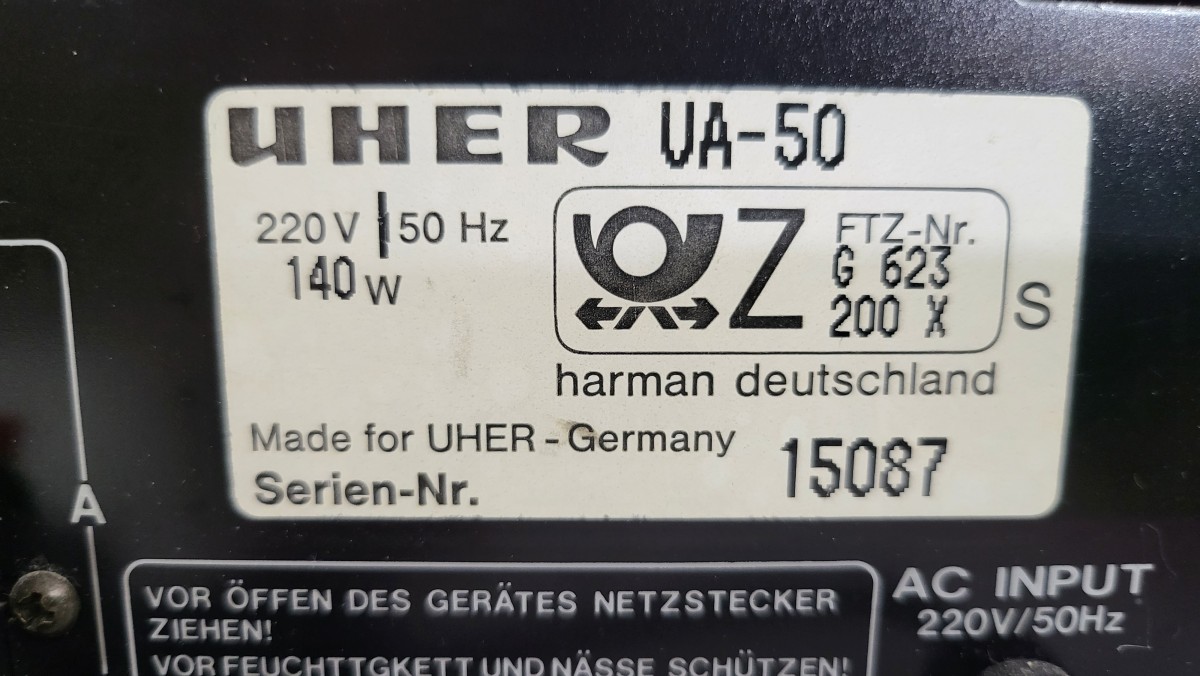 UHER UA-50
220 V 50 Hz
140 W
Z FTZ-Nr.
G 623
200 X
S
harman deutschland
Made for UHER - Germany
Serien-Nr. 15087
A
VOR ÖFFEN DES GERÄTES NETZSTECKER
ZIEHEN!
VOR FEUCHTTGKETT UND NÄSSE SCHÜTZEN!
AC INPUT
220V/50Hz